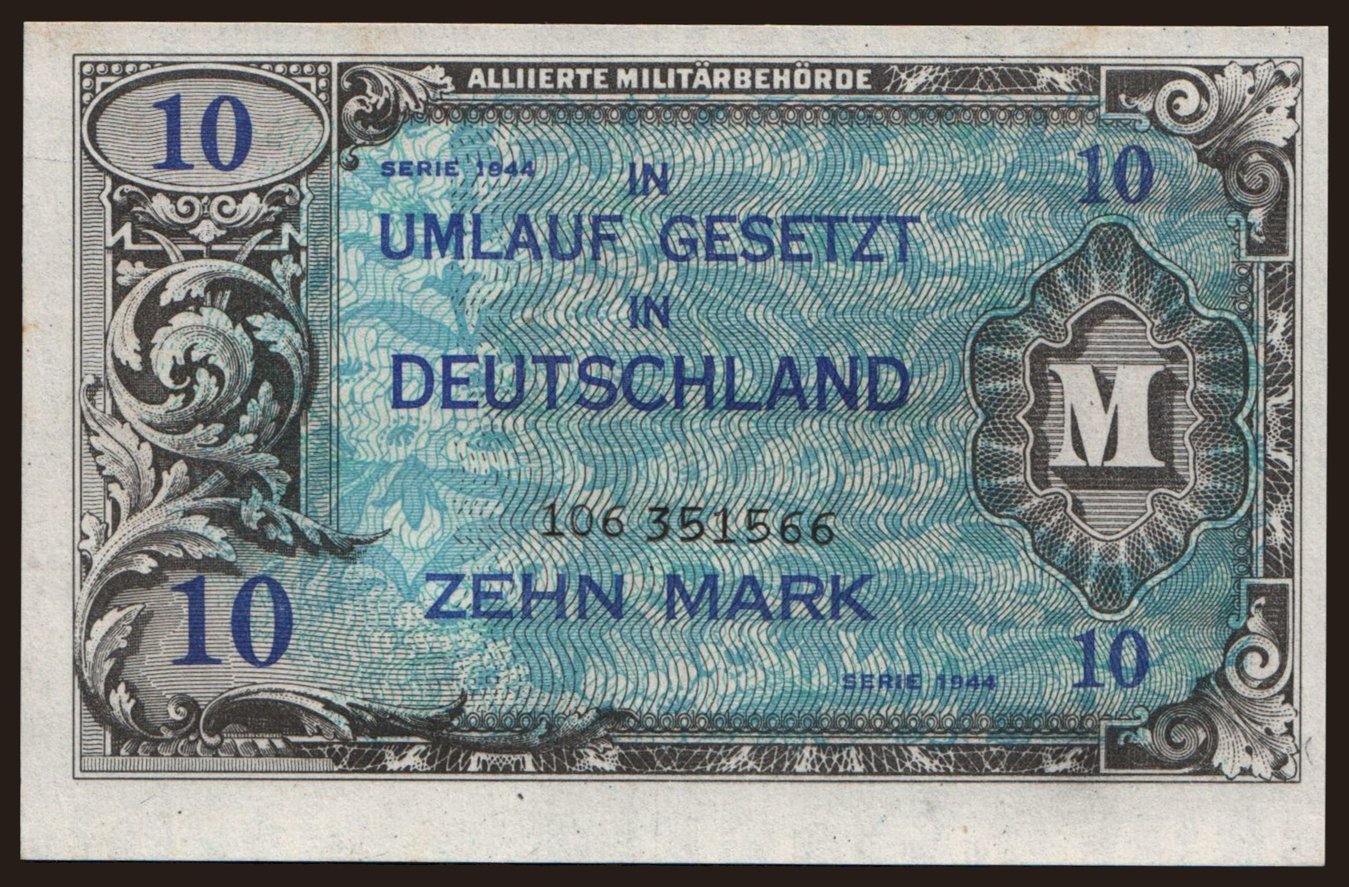 ALLIIERTE MILITÄRBEHÖRDE
10
10
SERIE 1944
IN
UMLAUF GESETZT
IN
DEUTSCHLAND
M
106 351566
10
ZEHN MARK
10
SERIE 1944